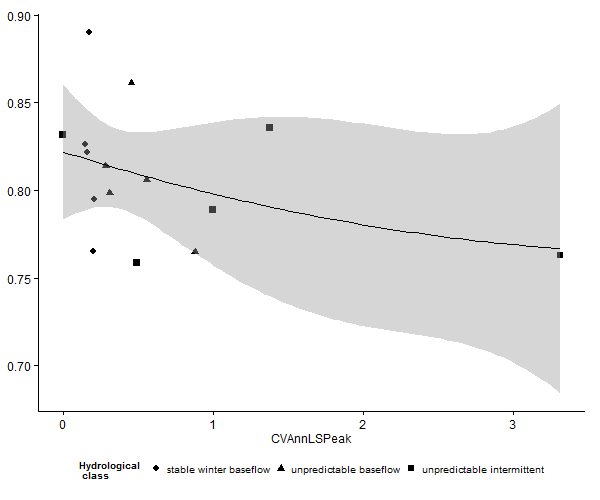 0.90
0.85
0.80
0.75
0.70
0 1 2 3
CVAnnLSPeak
Hydrological
class
stable winter baseflow unpredictable baseflow unpredictable intermittent